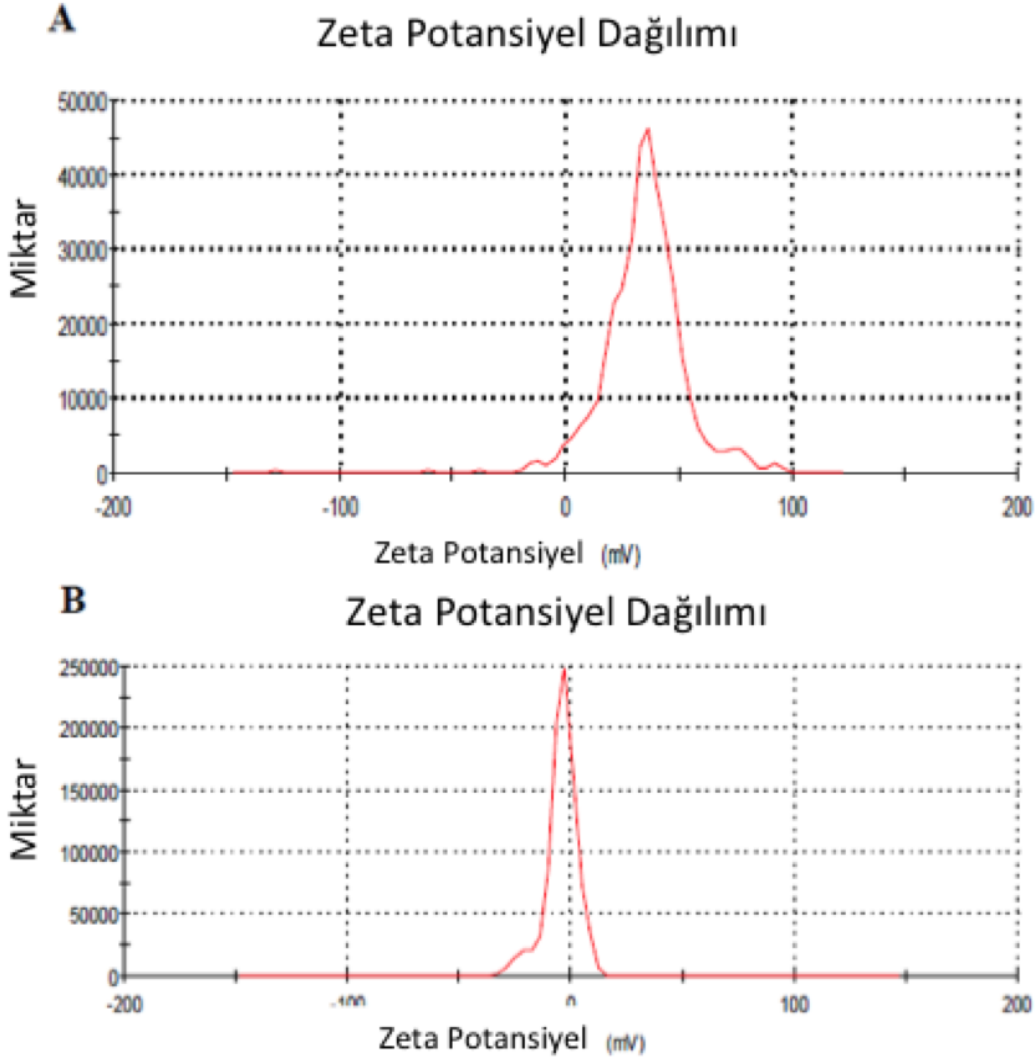 A
Zeta Potansiyel Dağılımı
50000
40000
30000
20000
10000
0
Miktar
-200 -100 0 100 200
Zeta Potansiyel (mV)
B
Zeta Potansiyel Dağılımı
250000
200000
150000
100000
50000
0
Miktar
-200 -100 0 100 200
Zeta Potansiyel (mV)